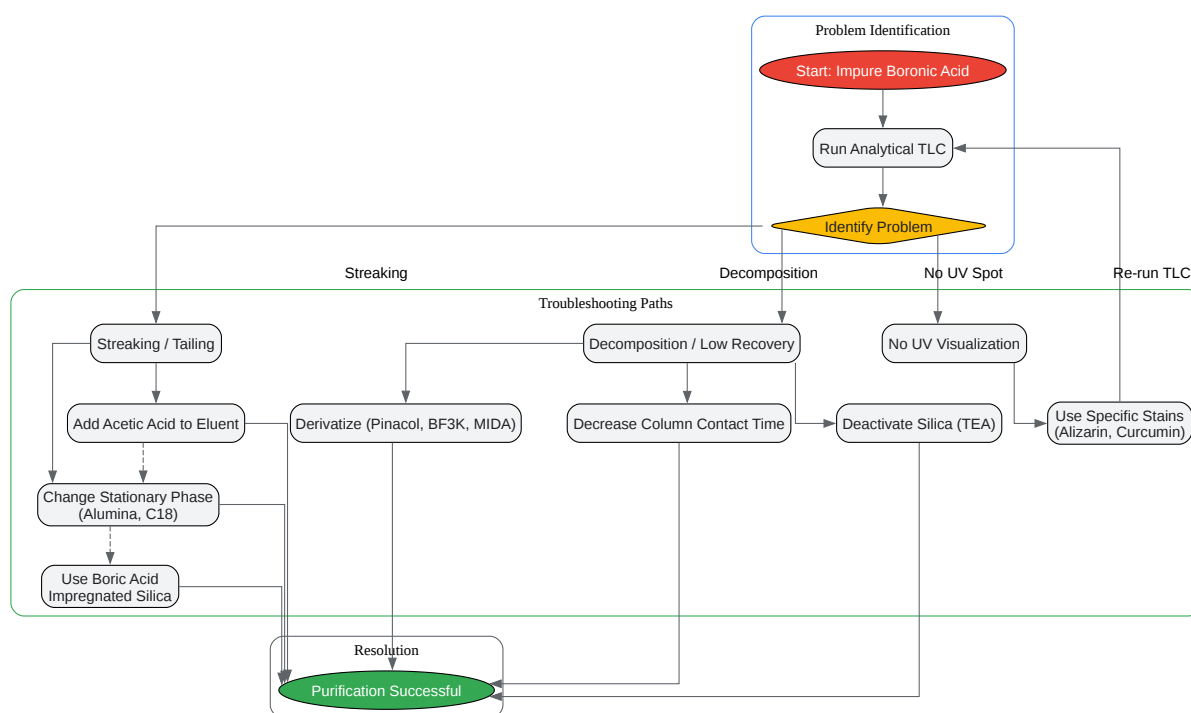 Problem Identification
Start: Impure Boronic Acid
Run Analytical TLC
Identify Problem
Streaking
Decomposition
No UV Spot
Re-run TLC
Troubleshooting Paths
Streaking / Tailing
Decomposition / Low Recovery
No UV Visualization
Add Acetic Acid to Eluent
Derivatize (Pinacol, BF3K, MIDA)
Decrease Column Contact Time
Deactivate Silica (TEA)
Use Specific Stains
(Alizarin, Curcumin)
Change Stationary Phase
(Alumina, C18)
Use Boric Acid
Impregnated Silica
Resolution
Purification Successful